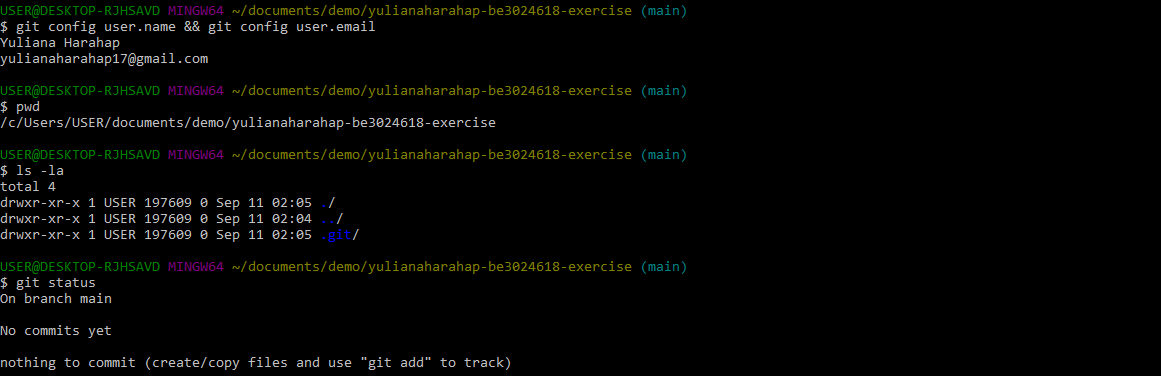 USER@DESKTOP-RJHSAVD MINGW64 ~/documents/demo/yulianaharahap-be3024618-exercise (main)
$ git config user.name && git config user.email
Yuliana Harahap
yulianaharahap17@gmail.com
USER@DESKTOP-RJHSAVD MINGW64 ~/documents/demo/yulianaharahap-be3024618-exercise (main)
$ pwd
/c/Users/USER/documents/demo/yulianaharahap-be3024618-exercise
USER@DESKTOP-RJHSAVD MINGW64 ~/documents/demo/yulianaharahap-be3024618-exercise (main)
$ ls -la
total 4
drwxr-xr-x 1 USER 197609 0 Sep 11 02:05 ./
drwxr-xr-x 1 USER 197609 0 Sep 11 02:04 ../
drwxr-xr-x 1 USER 197609 0 Sep 11 02:05 .git/
USER@DESKTOP-RJHSAVD MINGW64 ~/documents/demo/yulianaharahap-be3024618-exercise (main)
$ git status
On branch main
No commits yet
nothing to commit (create/copy files and use "git add" to track)